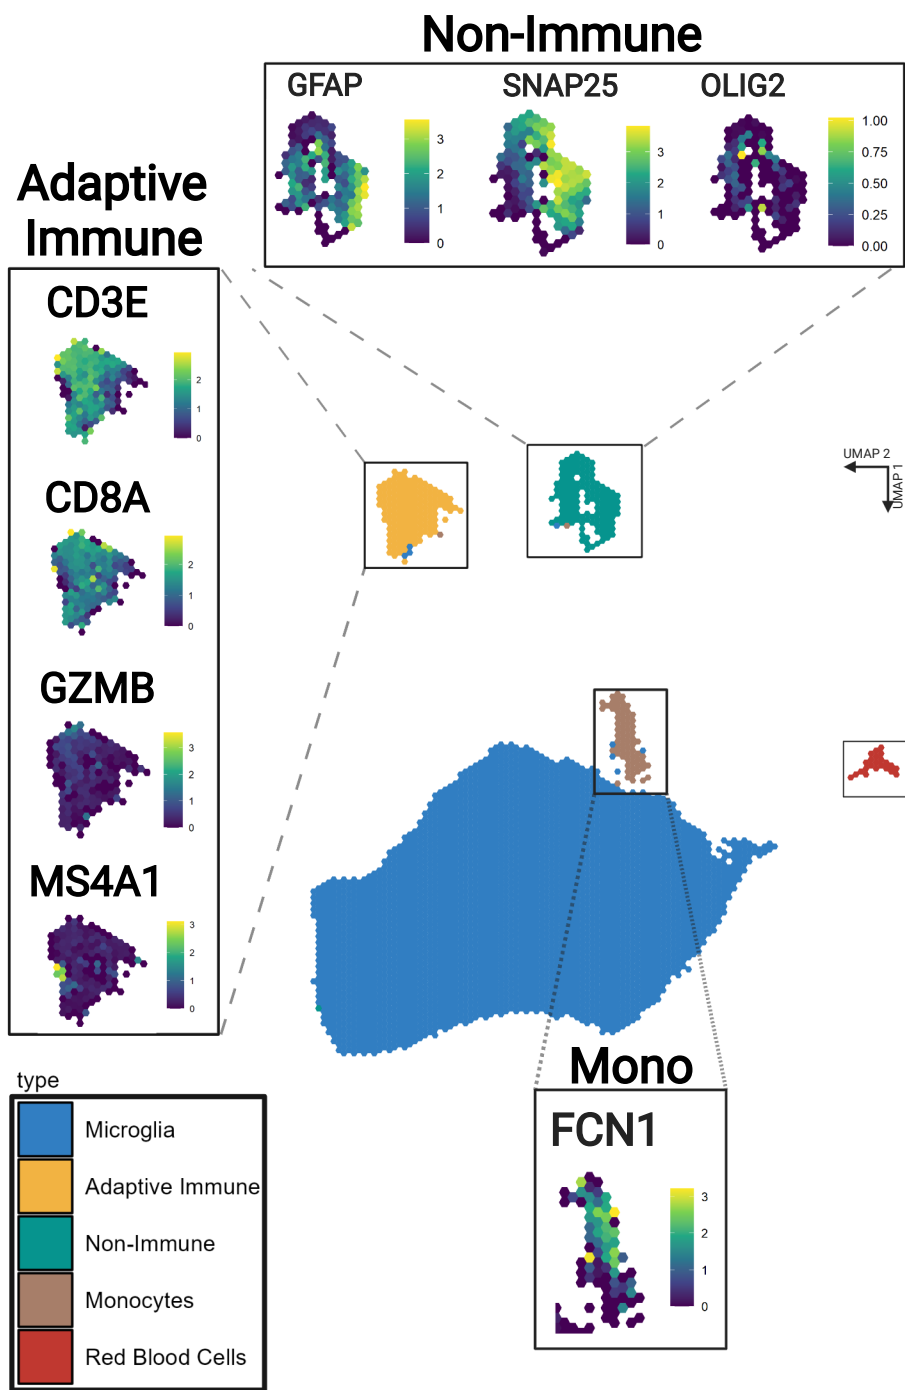 Non-Immune
GFAP
SNAP25
OLIG2
3
2
1
0
3
2
1
0
1.00
0.75
0.50
0.25
0.00
Adaptive
Immune
CD3E
2
1
0
CD8A
2
1
0
GZMB
3
2
1
0
MS4A1
3
2
1
0
UMAP 2
UMAP 1
Mono
FCN1
3
2
1
0
type
Microglia
Adaptive Immune
Non-Immune
Monocytes
Red Blood Cells